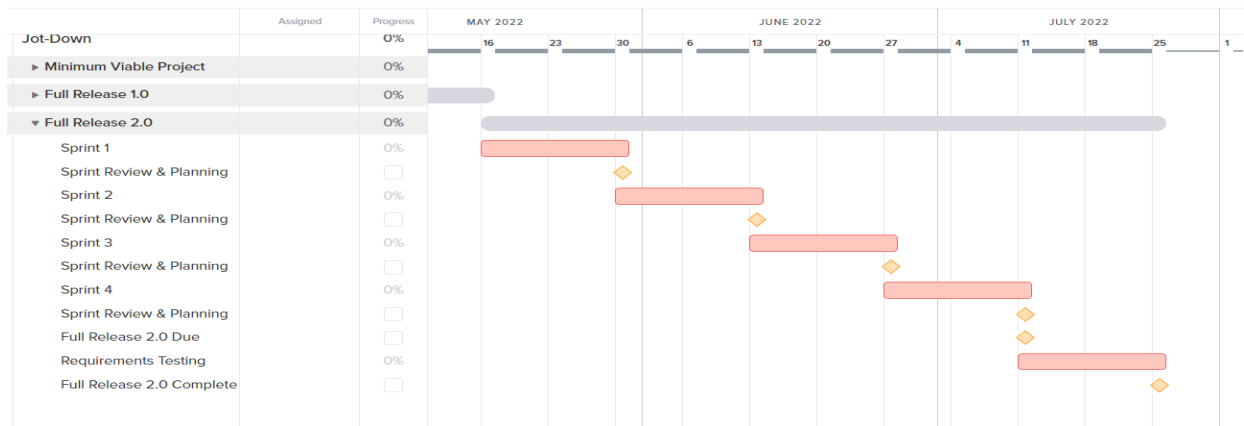 Assigned Progress MAY 2022 JUNE 2022 JULY 2022
Jot-Down 0% 16 23 30 6 13 20 27 4 11 18 25 1
▸ Minimum Viable Project 0%
▸ Full Release 1.0 0%
▾ Full Release 2.0 0%
Sprint 1 0%
Sprint Review & Planning
Sprint 2 0%
Sprint Review & Planning
Sprint 3 0%
Sprint Review & Planning
Sprint 4 0%
Sprint Review & Planning
Full Release 2.0 Due
Requirements Testing 0%
Full Release 2.0 Complete